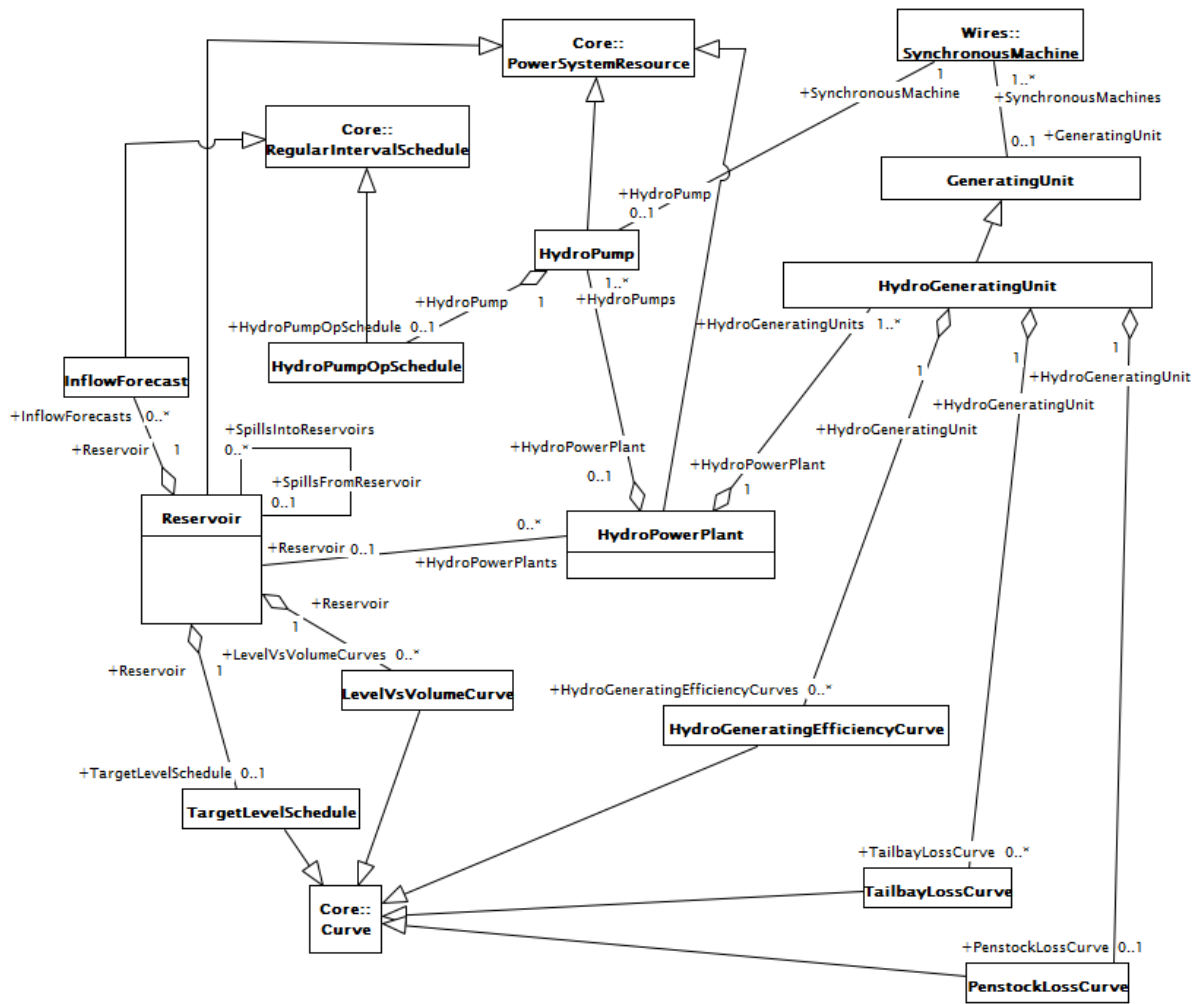 Core::
PowerSystemResource
Wires::
SynchronousMachine
+SynchronousMachine
1
1..*
+SynchronousMachines
0..1
+GeneratingUnit
Core::
RegularIntervalSchedule
GeneratingUnit
+HydroPump
0..1
HydroPump
HydroGeneratingUnit
1..*
+HydroPumps
+HydroPump
1
+HydroPumpOpSchedule 0..1
HydroPumpOpSchedule
+HydroGeneratingUnits 1..*
1
1
1
+HydroGeneratingUnit
+HydroGeneratingUnit
+HydroGeneratingUnit
InflowForecast
+InflowForecasts 0..*
+Reservoir 1
+SpillsIntoReservoirs
0..*
+SpillsFromReservoir
0..1
+HydroPowerPlant
0..1
+HydroPowerPlant
1
Reservoir
HydroPowerPlant
0..*
+Reservoir 0..1
+HydroPowerPlants
+Reservoir
1
+LevelVsVolumeCurves 0..*
+Reservoir 1
LevelVsVolumeCurve
+HydroGeneratingEfficiencyCurves 0..*
HydroGeneratingEfficiencyCurve
+TargetLevelSchedule 0..1
TargetLevelSchedule
+TailbayLossCurve 0..*
TailbayLossCurve
Core::
Curve
+PenstockLossCurve 0..1
PenstockLossCurve